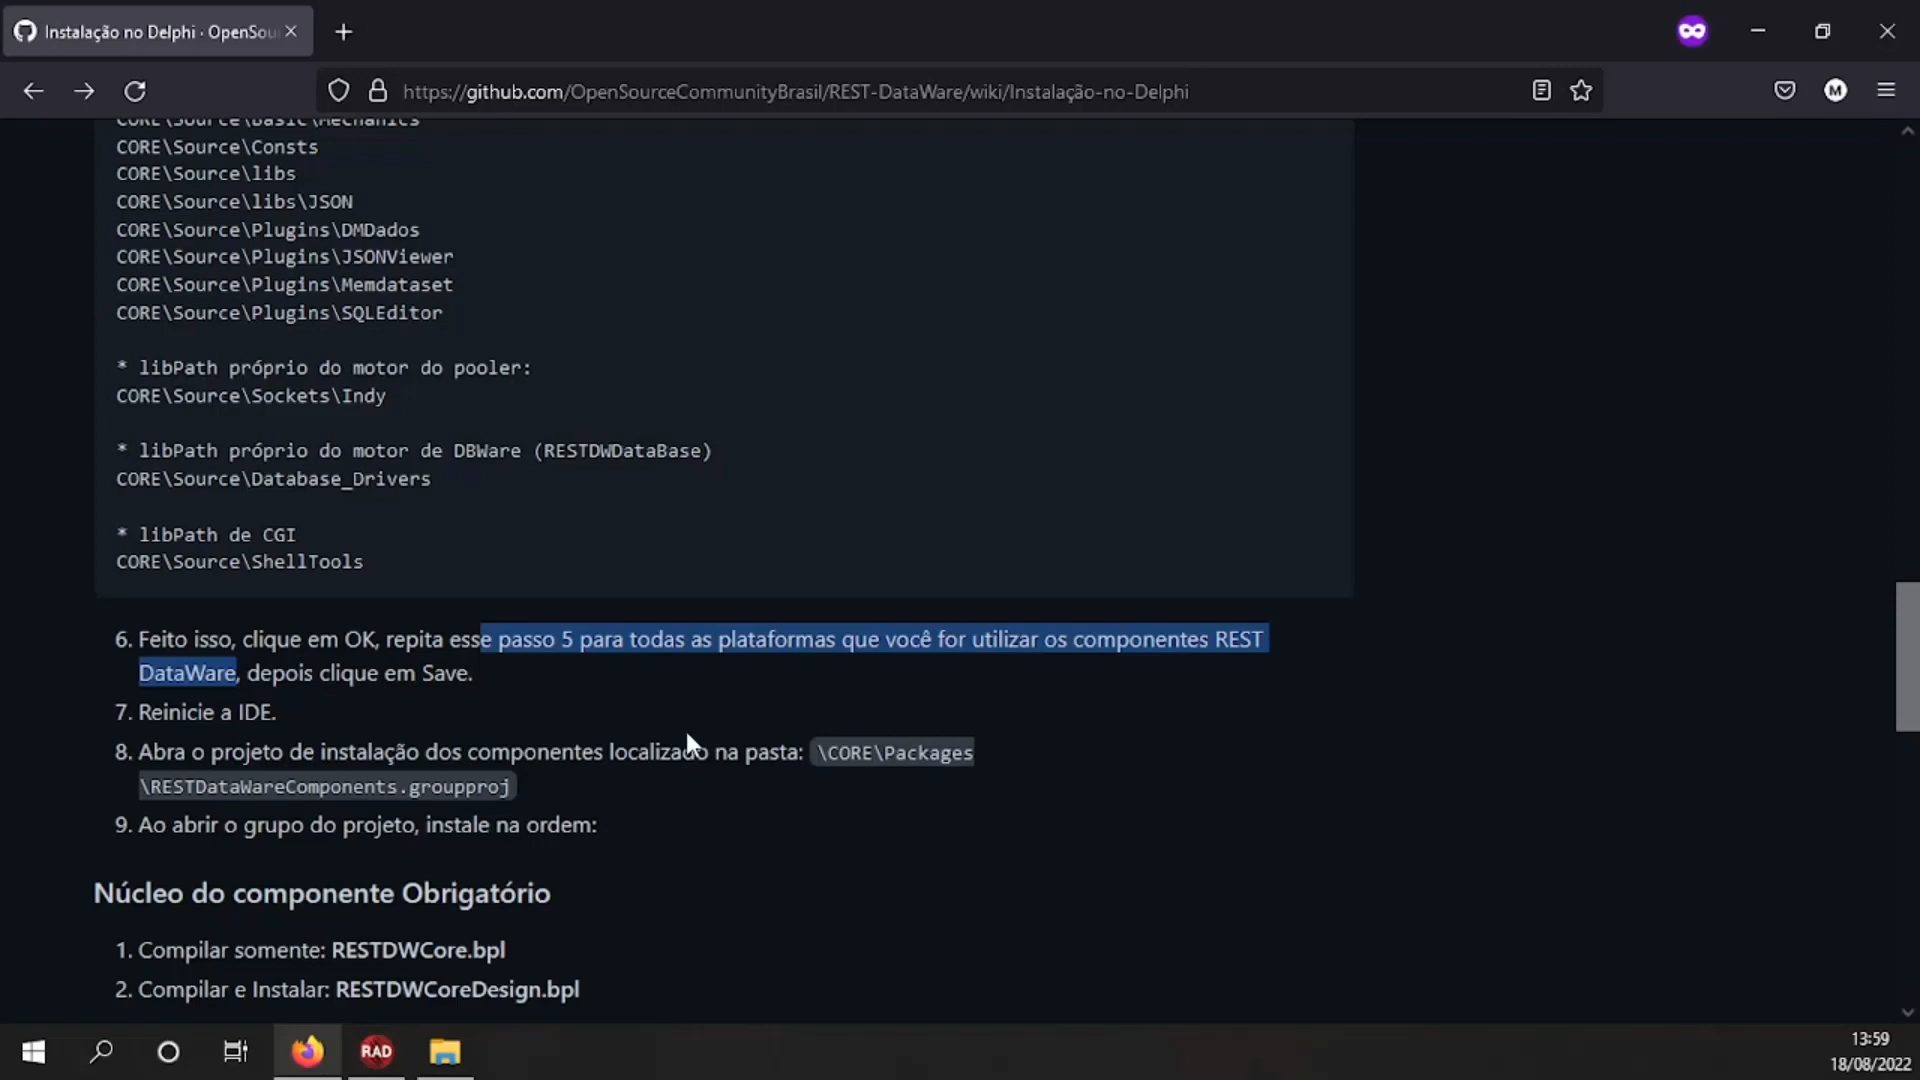 Instalação no Delphi · OpenSou
https://github.com/OpenSourceCommunityBrasil/REST-DataWare/wiki/Instalação-no-Delphi
M
CORE\Source\Basic\Mechanics
CORE\Source\Consts
CORE\Source\libs
CORE\Source\libs\JSON
CORE\Source\Plugins\DMDados
CORE\Source\Plugins\JSONViewer
CORE\Source\Plugins\Memdataset
CORE\Source\Plugins\SQLEditor
* libPath próprio do motor do pooler:
CORE\Source\Sockets\Indy
* libPath próprio do motor de DBWare (RESTDWDataBase)
CORE\Source\Database_Drivers
* libPath de CGI
CORE\Source\ShellTools
6. Feito isso, clique em OK, repita esse passo 5 para todas as plataformas que você for utilizar os componentes REST
DataWare, depois clique em Save.
7. Reinicie a IDE.
8. Abra o projeto de instalação dos componentes localizado na pasta: \CORE\Packages
\RESTDataWareComponents.groupproj
9. Ao abrir o grupo do projeto, instale na ordem:
Núcleo do componente Obrigatório
1. Compilar somente: RESTDWCore.bpl
2. Compilar e Instalar: RESTDWCoreDesign.bpl
RAD
13:59
18/08/2022